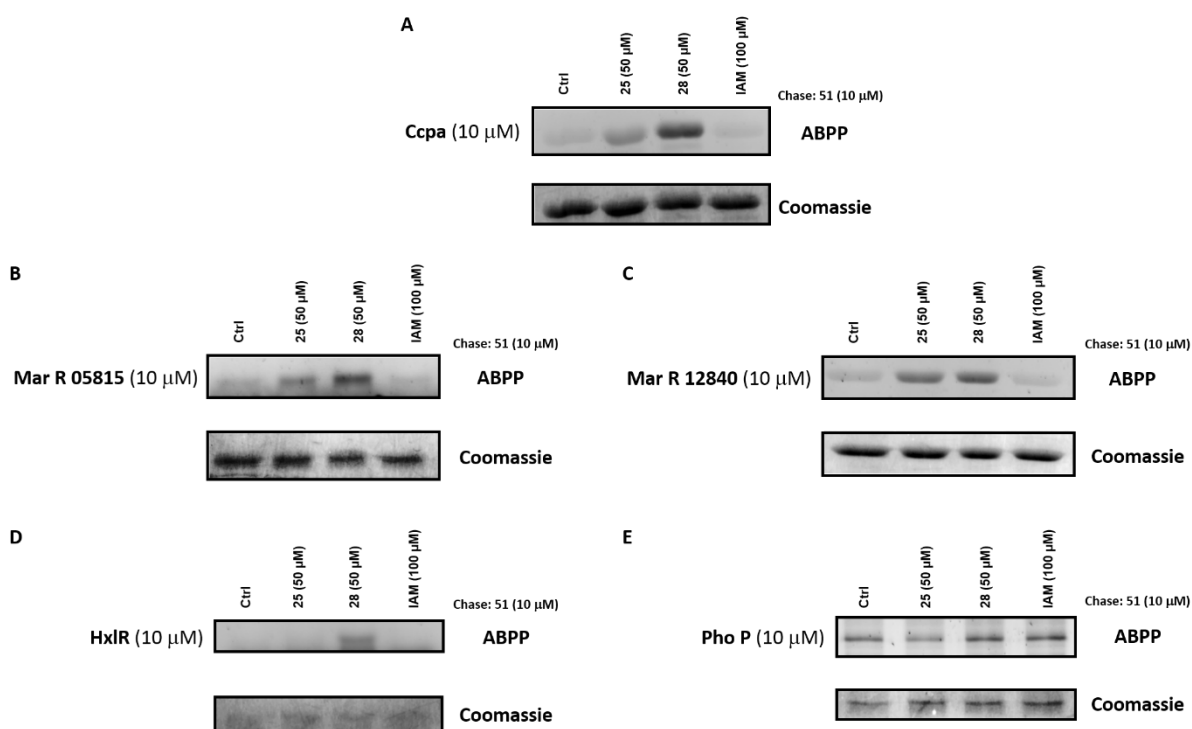 A
Ctrl
25 (50 µM)
28 (50 µM)
IAM (100 µM)
Chase: 51 (10 µM)
Ccpa (10 µM)
ABPP
Coomassie
B
Ctrl
25 (50 µM)
28 (50 µM)
IAM (100 µM)
Chase: 51 (10 µM)
Mar R 05815 (10 µM)
ABPP
Coomassie
C
Ctrl
25 (50 µM)
28 (50 µM)
IAM (100 µM)
Chase: 51 (10 µM)
Mar R 12840 (10 µM)
ABPP
Coomassie
D
Ctrl
25 (50 µM)
28 (50 µM)
IAM (100 µM)
Chase: 51 (10 µM)
HxlR (10 µM)
ABPP
Coomassie
E
Ctrl
25 (50 µM)
28 (50 µM)
IAM (100 µM)
Chase: 51 (10 µM)
Pho P (10 µM)
ABPP
Coomassie